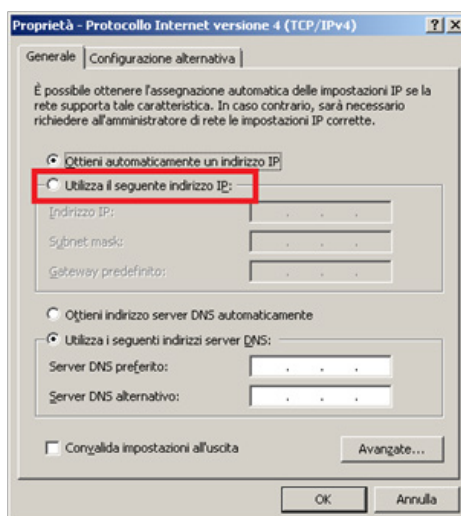 Proprietà - Protocollo Internet versione 4 (TCP/IPv4)
Generale Configurazione alternativa
È possibile ottenere l'assegnazione automatica delle impostazioni IP se la
rete supporta tale caratteristica. In caso contrario, sarà necessario
richiedere all'amministratore di rete le impostazioni IP corrette.
Ottieni automaticamente un indirizzo IP
Utilizza il seguente indirizzo IP:
Indirizzo IP:
Subnet mask:
Gateway predefinito:
Ottieni indirizzo server DNS automaticamente
Utilizza i seguenti indirizzi server DNS:
Server DNS preferito:
Server DNS alternativo:
Convalida impostazioni all'uscita
Avanzate...
OK Annulla